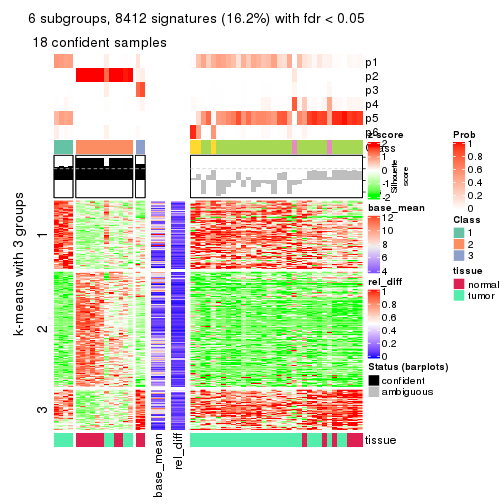 6 subgroups, 8412 signatures (16.2%) with fdr < 0.05
18 confident samples
p1
p2
p3
p4
p5
p6
Class
z-score
2
1
0
-1
-2
Silhouette
score
k-means with 3 groups
1
2
3
base_mean
12
10
8
6
4
rel_diff
1
0.8
0.6
0.4
0.2
0
Status (barplots)
confident
ambiguous
Prob
1
0.8
0.6
0.4
0.2
0
Class
1
2
3
tissue
normal
tumor
tissue
base_mean
rel_diff